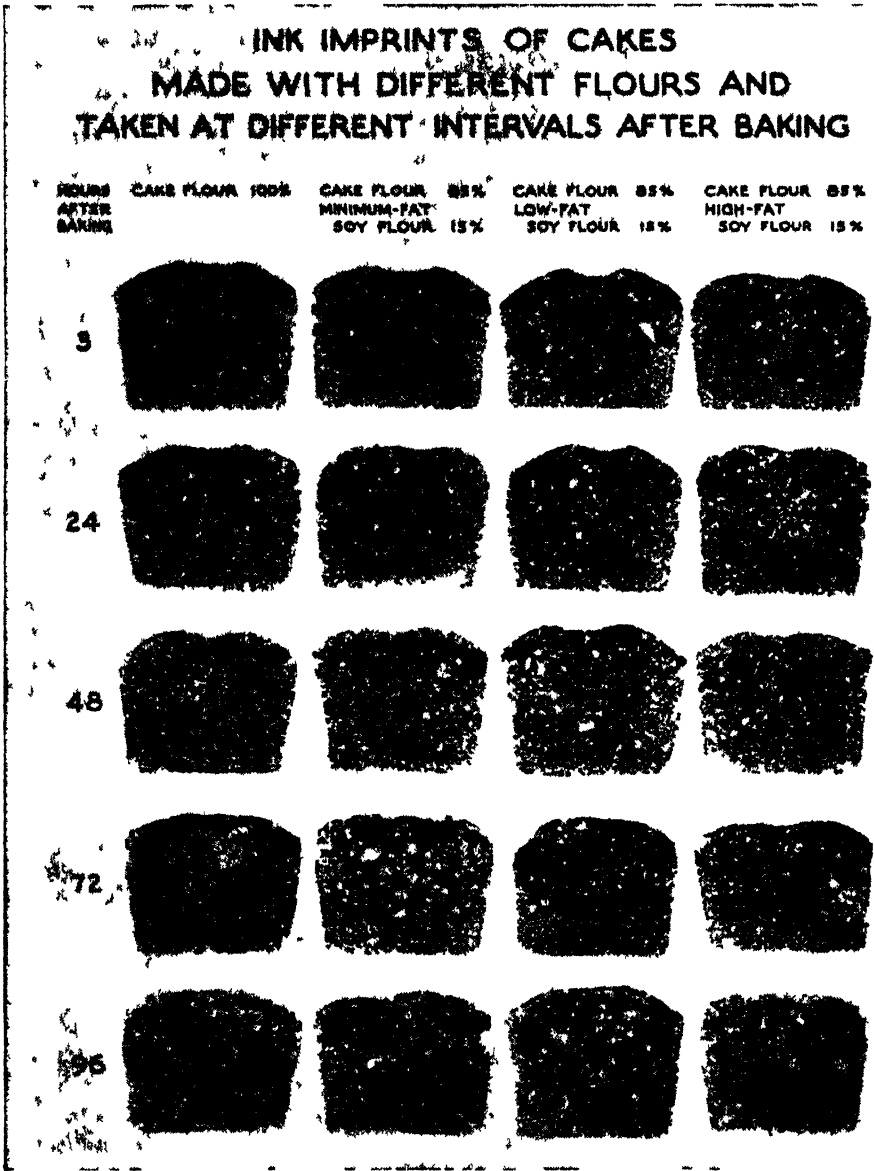 INK IMPRINTS OF CAKES
MADE WITH DIFFERENT FLOURS AND
TAKEN AT DIFFERENT INTERVALS AFTER BAKING
HOURS AFTER BAKING
CAKE FLOUR 100%
CAKE FLOUR 85%
MINIMUM-FAT
SOY FLOUR 15%
CAKE FLOUR 85%
LOW-FAT
SOY FLOUR 15%
CAKE FLOUR 85%
HIGH-FAT
SOY FLOUR 15%
3
24
48
72
96